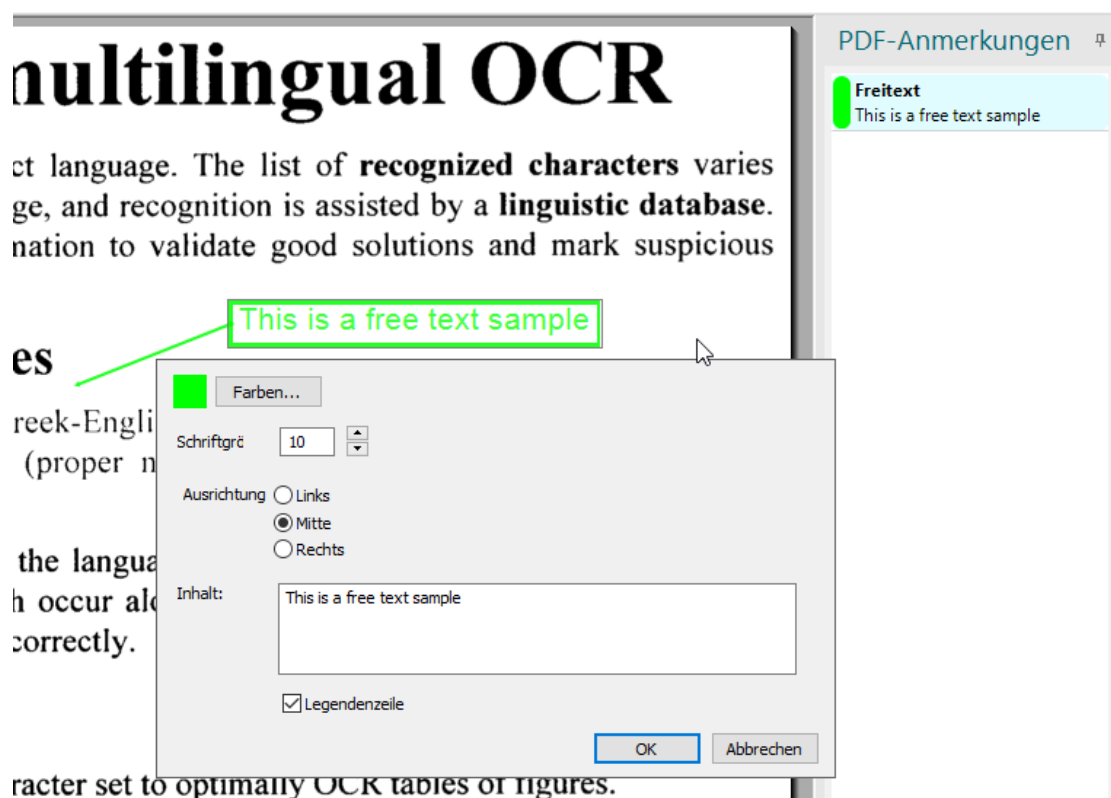 multilingual OCR
ct language. The list of recognized characters varies
ge, and recognition is assisted by a linguistic database.
mation to validate good solutions and mark suspicious
This is a free text sample
es
reek-Engli
(proper n
the langua
h occur alo
correctly.
racter set to optimally OCR tables of figures.
PDF-Anmerkungen
Freitext
This is a free text sample
Farben...
Schriftgrö
10
Ausrichtung
Links
Mitte
Rechts
Inhalt:
This is a free text sample
Legendenzeile
OK
Abbrechen